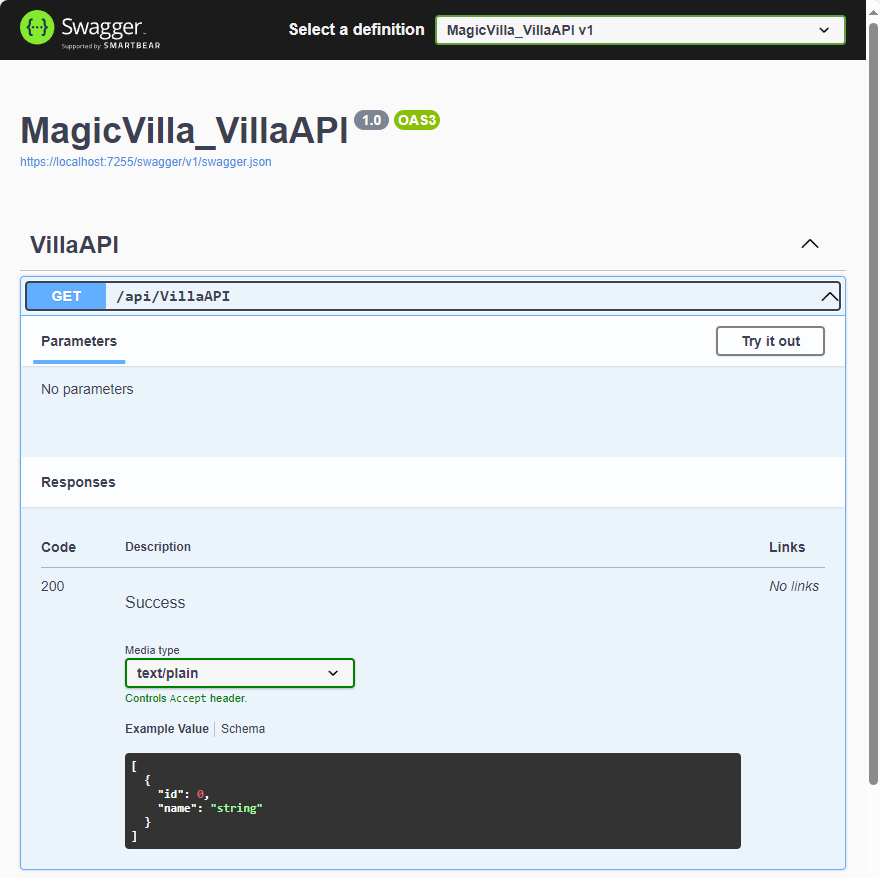 Swagger
Supported by SMARTBEAR
Select a definition
MagicVilla_VillaAPI v1
MagicVilla_VillaAPI 1.0 OAS3
https://localhost:7255/swagger/v1/swagger.json
VillaAPI
GET /api/VillaAPI
Parameters
Try it out
No parameters
Responses
Code Description Links
200
Success
No links
Media type
text/plain
Controls Accept header.
Example Value Schema
[
  {
    "id": 0,
    "name": "string"
  }
]